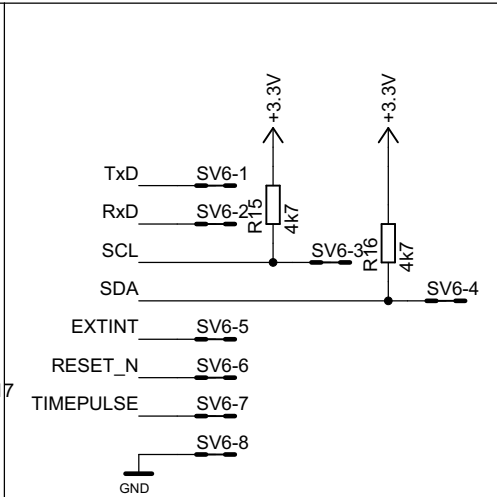 +3.3V
+3.3V
TxD SV6-1
RxD SV6-2
R15
4k7
SCL SV6-3
R16
4k7
SDA SV6-4
EXTINT SV6-5
RESET_N SV6-6
TIMEPULSE SV6-7
SV6-8
GND